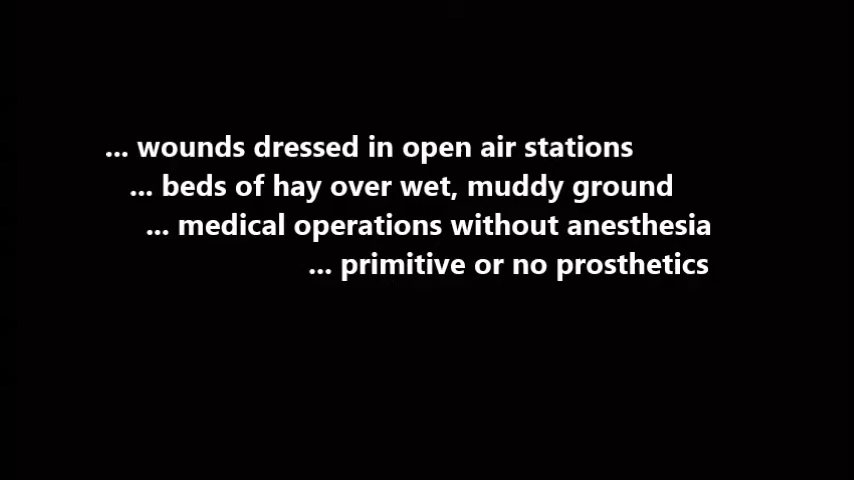 ... wounds dressed in open air stations
... beds of hay over wet, muddy ground
... medical operations without anesthesia
... primitive or no prosthetics